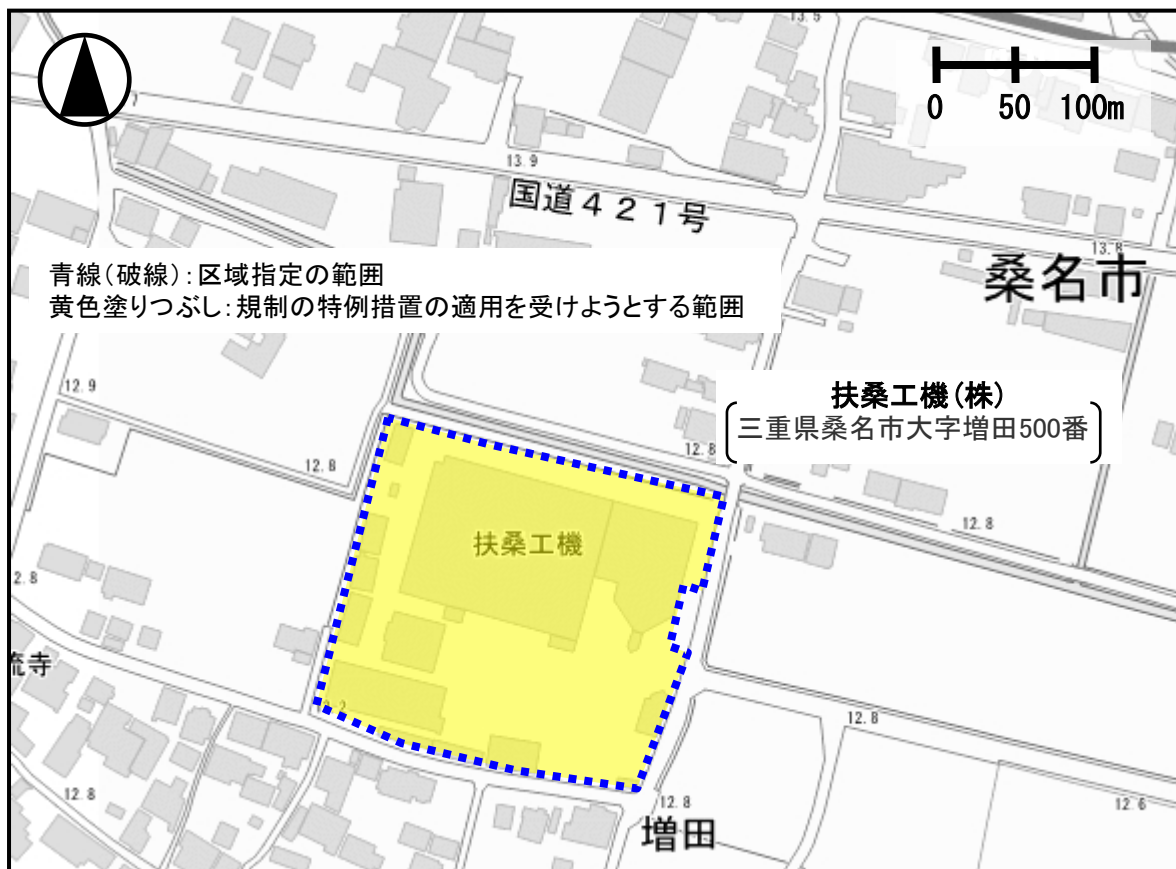 13.5
0 50 100m
13.9
国道421号
13.8
桑名市
青線(破線):区域指定の範囲
黄色塗りつぶし:規制の特例措置の適用を受けようとする範囲
12.9
扶桑工機(株)
三重県桑名市大字増田500番
12.8
12.8
12.8
扶桑工機
2.8
流寺
12.8
12.8
12.8
12.6
増田